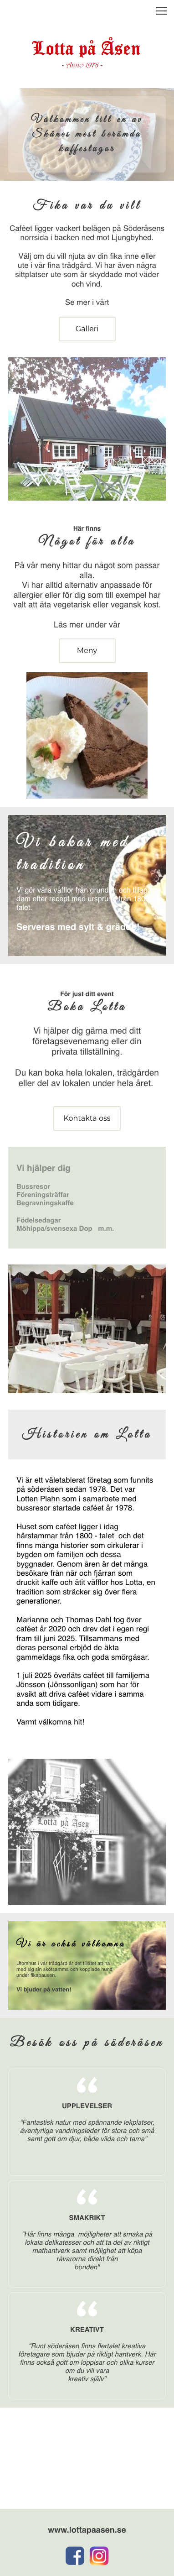 Lotta på Åsen
- Anno 1978 -
Välkommen till en av
Skånes mest berömda
kaffestugor
Fika var du vill
Caféet ligger vackert belägen på Söderåsens
norrsida i backen ned mot Ljungbyhed.
Välj om du vill njuta av din fika inne eller
ute i vår fina trädgård. Vi har även några
sittplatser ute som är skyddade mot väder
och vind.
Se mer i vårt
Galleri
Här finns
Något för alla
På vår meny hittar du något som passar
alla.
Vi har alltid alternativ anpassade för
allergier eller för dig som till exempel har
valt att äta vegetarisk eller vegansk kost.
Läs mer under vår
Meny
Vi bakar med
tradition
Vi gör våra våfflor från grunden och bakar
dem efter recept med ursprung från
talet.
Serveras med sylt & grädde!
För just ditt event
Boka Lotta
Vi hjälper dig gärna med ditt
företagsevenemang eller din
privata tillställning.
Du kan boka hela lokalen, trädgården
eller del av lokalen under hela året.
Kontakta oss
Vi hjälper dig
Bussresor
Föreningsträffar
Begravningskaffe
Födelsedagar
Möhippa/svensexa Dop m.m.
Historien om Lotta
Vi är ett väletablerat företag som funnits
på söderåsen sedan 1978. Det var
Lotten Plahn som i samarbete med
bussresor startade caféet år 1978.
Huset som caféet ligger i idag
härstammar från 1800 - talet och det
finns många historier som cirkulerar i
bygden om familjen och dessa
byggnader. Genom åren är det många
besökare från när och fjärran som
druckit kaffe och ätit våfflor hos Lotta, en
tradition som sträcker sig över flera
generationer.
Marianne och Thomas Dahl tog över
caféet år 2020 och drev det i egen regi
fram till juni 2025. Tillsammans med
deras personal erbjöd de äkta
gammeldags fika och goda smörgåsar.
1 juli 2025 överläts caféet till familjerna
Jönsson (Jönssonligan) som har för
avsikt att driva caféet vidare i samma
anda som tidigare.
Varmt välkomna hit!
Lotta på Åsen
Vi är också välkomna
Utomhus i vår trädgård är det tillåtet att ha
med sig sin skötsamma och kopplade hund
under fikapausen.
Vi bjuder på vatten!
Besök oss på söderåsen
UPPLEVELSER
"Fantastisk natur med spännande lekplatser,
äventyrliga vandringsleder för stora och små
samt gott om djur, både vilda och tama"
SMAKRIKT
"Här finns många möjligheter att smaka på
lokala delikatesser och att ta del av riktigt
mathantverk samt möjlighet att köpa
råvarorna direkt från
bonden"
KREATIVT
"Runt söderåsen finns flertalet kreativa
företagare som bjuder på riktigt hantverk. Här
finns också gott om loppisar och olika kurser
om du vill vara
kreativ själv"
www.lottapaasen.se